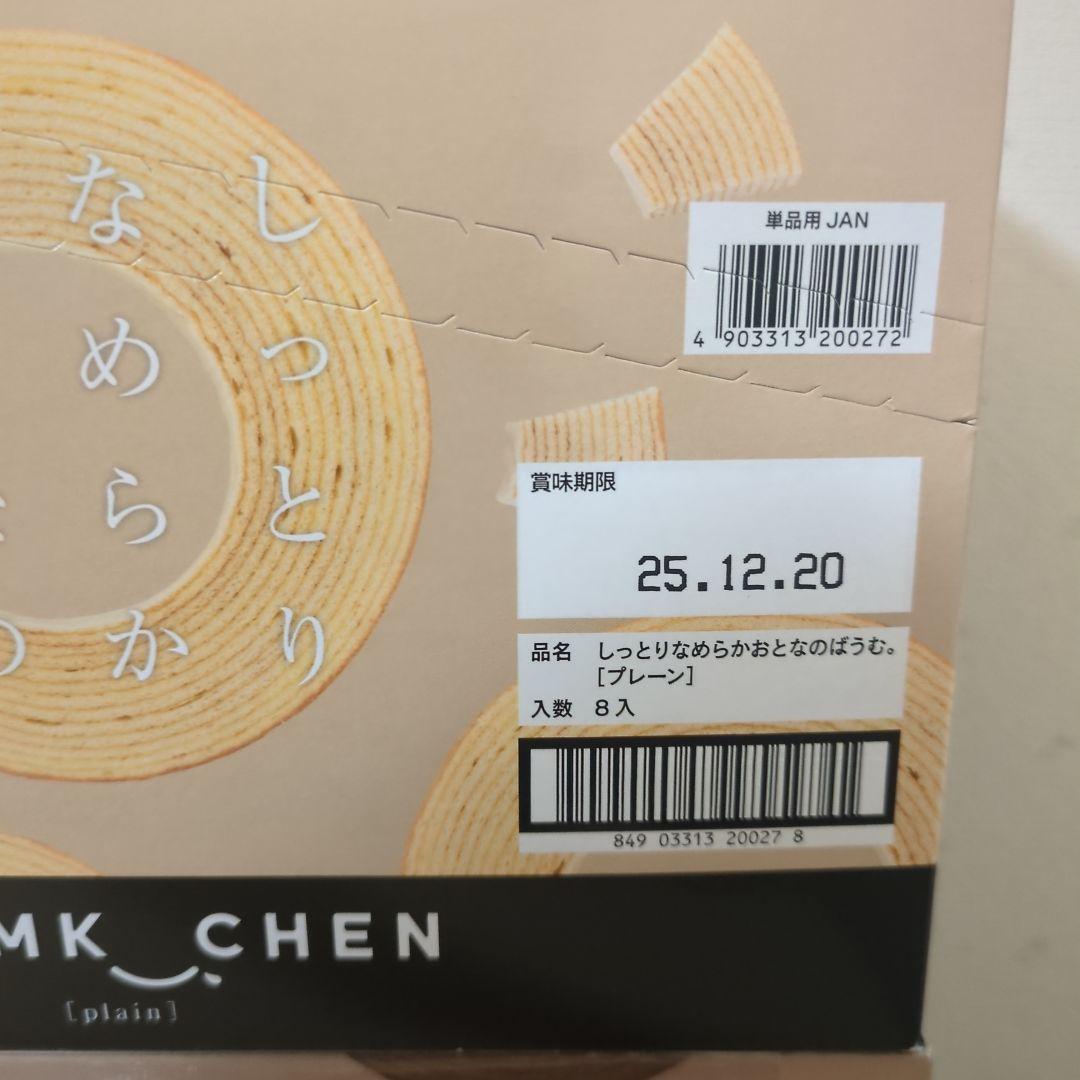 しっとり
なめらか
単品用 JAN
4 903313 200272
賞味期限
25.12.20
品名 しっとりなめらかおとなのばうむ。
[プレーン]
入数 8入
849 03313 20027 8
MK CHEN
[plain]